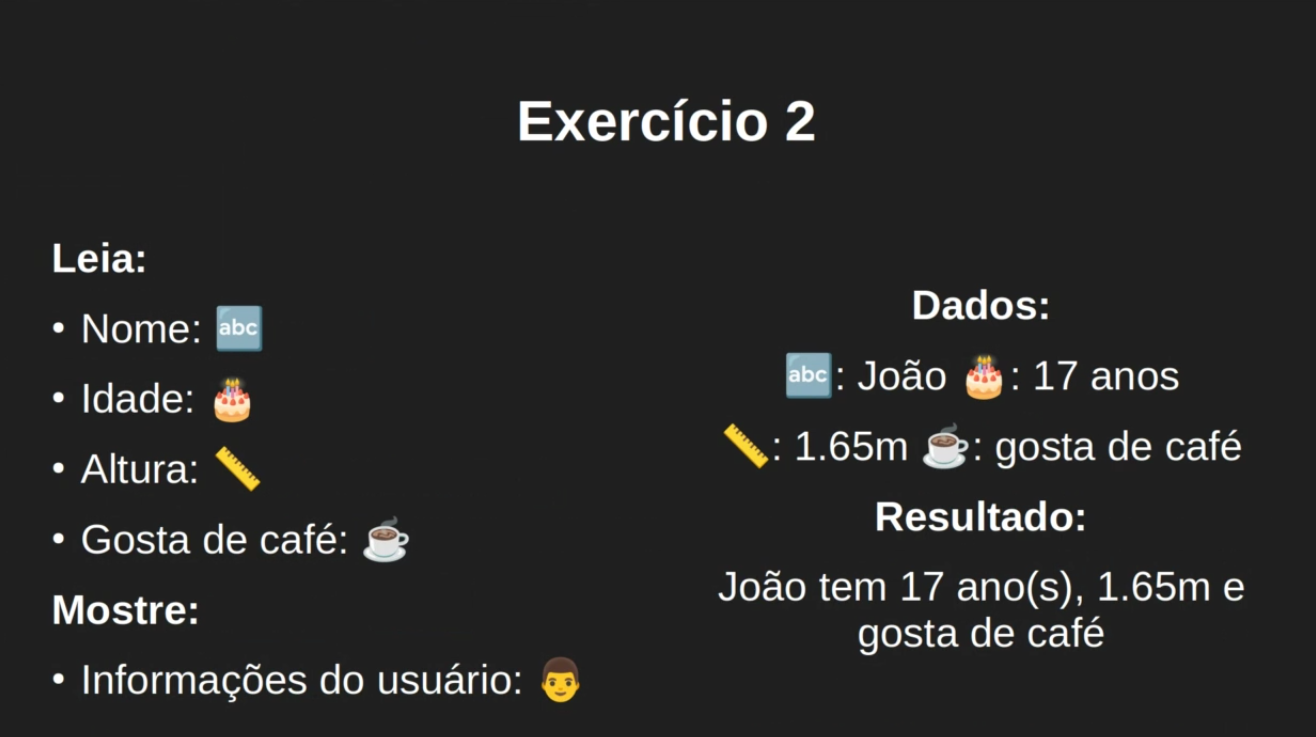 Exercício 2
Leia:
• Nome: 🔤
• Idade: 🎂
• Altura: 📏
• Gosta de café: ☕
Mostre:
• Informações do usuário: 👨
Dados:
🔤: João 🎂: 17 anos
📏: 1.65m ☕: gosta de café
Resultado:
João tem 17 ano(s), 1.65m e
gosta de café